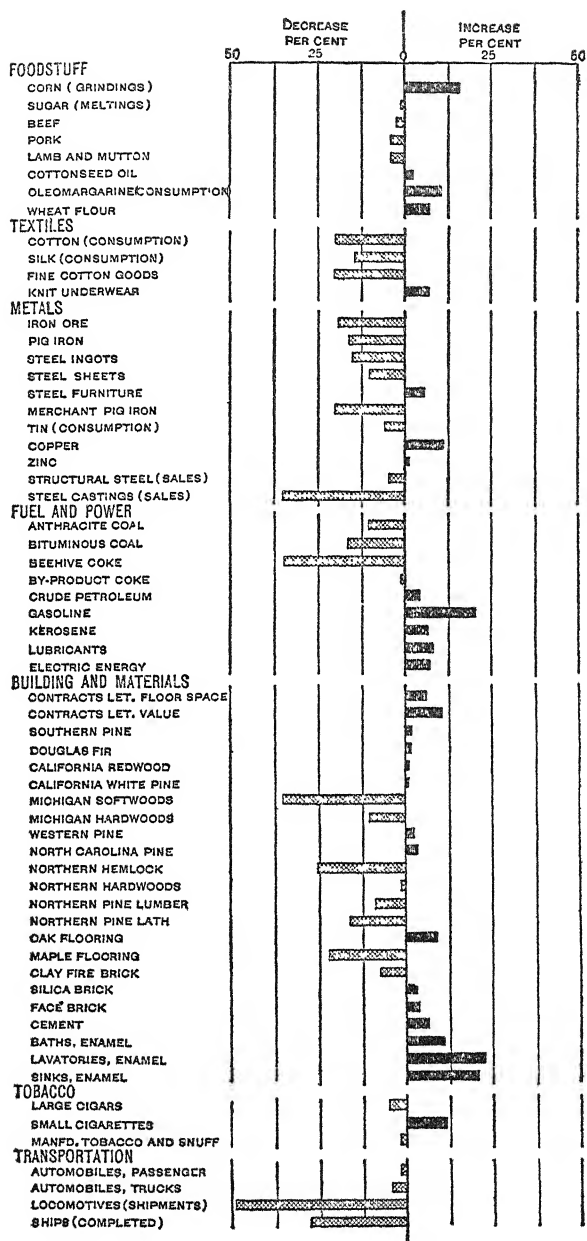 DECREASE INCREASE
PER CENT PER CENT
50 25 0 25 50
FOODSTUFF
CORN (GRINDINGS)
SUGAR (MELTINGS)
BEEF
PORK
LAMB AND MUTTON
COTTONSEED OIL
OLEOMARGARINE(CONSUMPTION)
WHEAT FLOUR
TEXTILES
COTTON (CONSUMPTION)
SILK (CONSUMPTION)
FINE COTTON GOODS
KNIT UNDERWEAR
METALS
IRON ORE
PIG IRON
STEEL INGOTS
STEEL SHEETS
STEEL FURNITURE
MERCHANT PIG IRON
TIN (CONSUMPTION)
COPPER
ZINC
STRUCTURAL STEEL (SALES)
STEEL CASTINGS (SALES)
FUEL AND POWER
ANTHRACITE COAL
BITUMINOUS COAL
BEEHIVE COKE
BY-PRODUCT COKE
CRUDE PETROLEUM
GASOLINE
KEROSENE
LUBRICANTS
ELECTRIC ENERGY
BUILDING AND MATERIALS
CONTRACTS LET. FLOOR SPACE
CONTRACTS LET. VALUE
SOUTHERN PINE
DOUGLAS FIR
CALIFORNIA REDWOOD
CALIFORNIA WHITE PINE
MICHIGAN SOFTWOODS
MICHIGAN HARDWOODS
WESTERN PINE
NORTH CAROLINA PINE
NORTHERN HEMLOCK
NORTHERN HARDWOODS
NORTHERN PINE LUMBER
NORTHERN PINE LATH
OAK FLOORING
MAPLE FLOORING
CLAY FIRE BRICK
SILICA BRICK
FACE BRICK
CEMENT
BATHS, ENAMEL
LAVATORIES, ENAMEL
SINKS, ENAMEL
TOBACCO
LARGE CIGARS
SMALL CIGARETTES
MANFD. TOBACCO AND SNUFF
TRANSPORTATION
AUTOMOBILES, PASSENGER
AUTOMOBILES, TRUCKS
LOCOMOTIVES (SHIPMENTS)
SHIPS (COMPLETED)